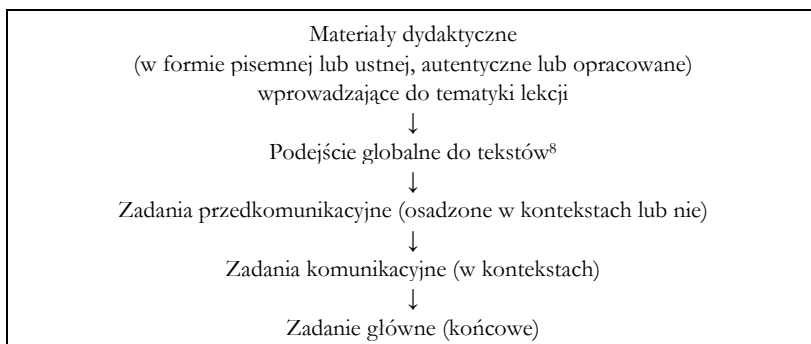 Materiały dydaktyczne
(w formie pisemnej lub ustnej, autentyczne lub opracowane)
wprowadzające do tematyki lekcji
↓
Podejście globalne do tekstów⁸
↓
Zadania przedkomunikacyjne (osadzone w kontekstach lub nie)
↓
Zadania komunikacyjne (w kontekstach)
↓
Zadanie główne (końcowe)